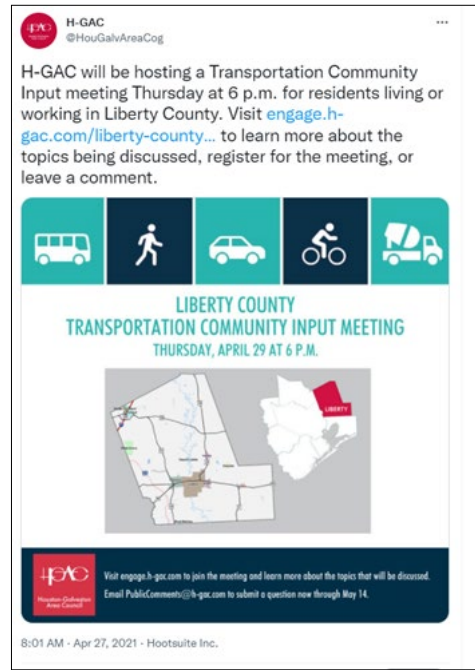 H-GAC
@HouGalvAreaCog
...
H-GAC will be hosting a Transportation Community
Input meeting Thursday at 6 p.m. for residents living or
working in Liberty County. Visit engage.h-
gac.com/liberty-county... to learn more about the
topics being discussed, register for the meeting, or
leave a comment.
LIBERTY COUNTY
TRANSPORTATION COMMUNITY INPUT MEETING
THURSDAY, APRIL 29 AT 6 P.M.
LIBERTY
Houston-Galveston
Area Council
Visit engage.h-gac.com to join the meeting and learn more about the topics that will be discussed.
Email PublicComments@h-gac.com to submit a question now through May 14.
8:01 AM · Apr 27, 2021 · Hootsuite Inc.